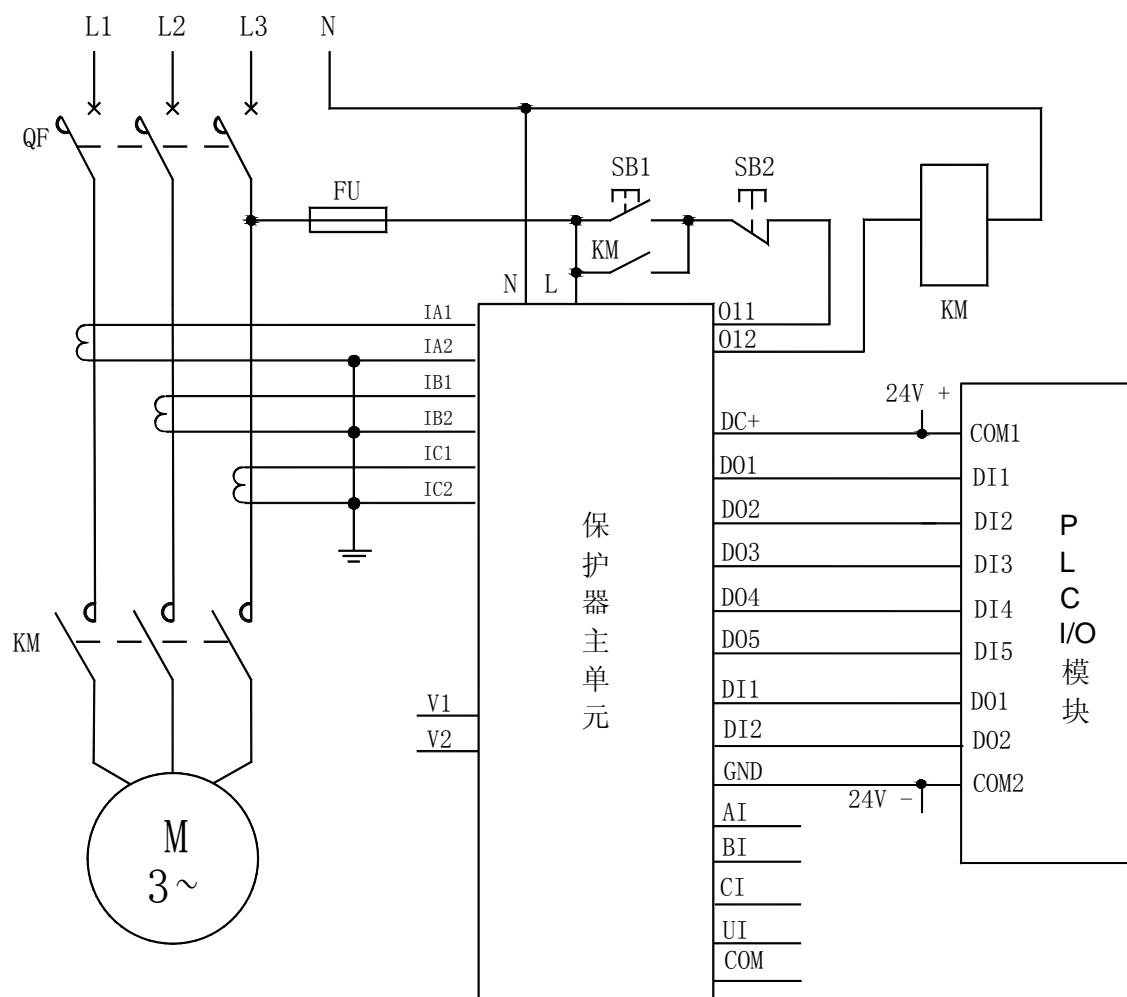 L1 L2 L3 N
QF
FU
SB1 SB2
KM
N L
KM
IA1
IA2
IB1
IB2
IC1
IC2
O11
O12
24V +
DC+ COM1
DO1 DI1
DO2 DI2
DO3 DI3
DO4 DI4
DO5 DI5
DI1 DO1
DI2 DO2
GND COM2
24V -
AI
BI
CI
UI
COM
保护器主单元
PLC I/O 模块
KM
V1
V2
M
3~